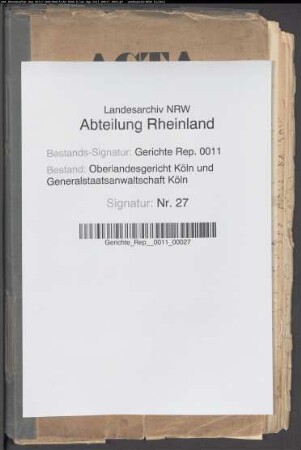 ACTA
Landesarchiv NRW
Abteilung Rheinland
Bestands-Signatur: Gerichte Rep. 0011
Bestand: Oberlandesgericht Köln und
Generalstaatsanwaltschaft Köln
Signatur: Nr. 27
Gerichte_Rep__0011_00027